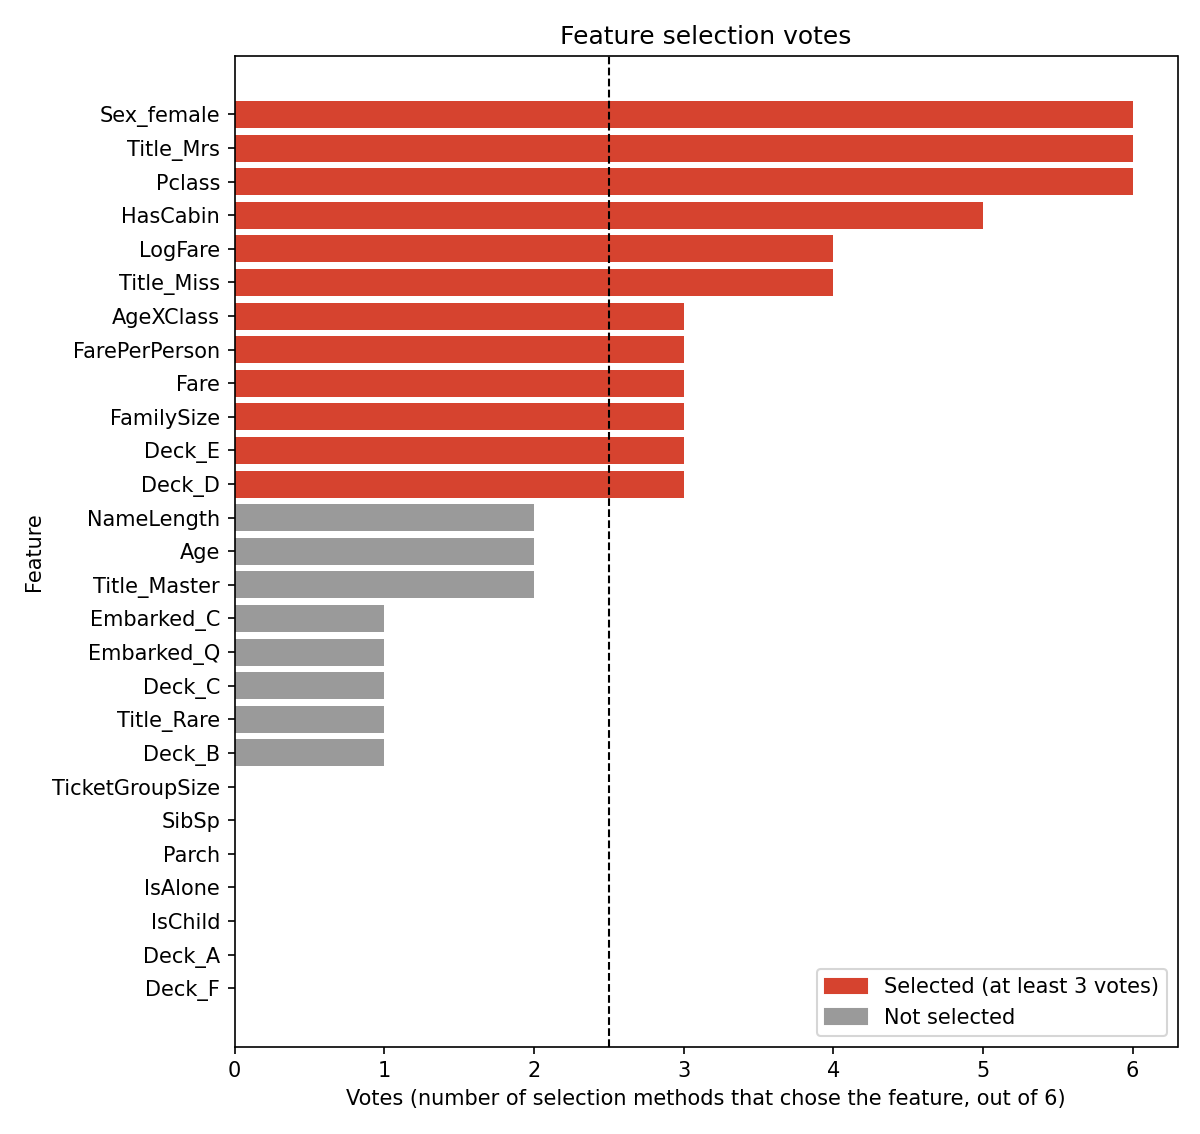 Feature selection votes
Feature
Sex_female
Title_Mrs
Pclass
HasCabin
LogFare
Title_Miss
AgeXClass
FarePerPerson
Fare
FamilySize
Deck_E
Deck_D
NameLength
Age
Title_Master
Embarked_C
Embarked_Q
Deck_C
Title_Rare
Deck_B
TicketGroupSize
SibSp
Parch
IsAlone
IsChild
Deck_A
Deck_F
Selected (at least 3 votes)
Not selected
0 1 2 3 4 5 6
Votes (number of selection methods that chose the feature, out of 6)